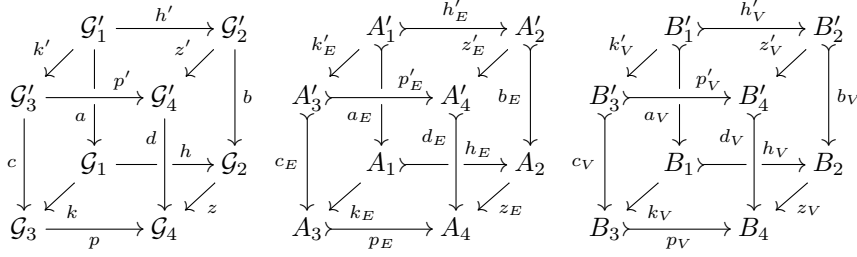 h' h'_E h'_V
𝒢'_1 𝒢'_2 A'_1 A'_2 B'_1 B'_2
k' z' k'_E z'_E k'_V z'_V
p' p'_E p'_V
𝒢'_3 𝒢'_4 b A'_3 A'_4 b_E B'_3 B'_4 b_V
a d a_E d_E a_V d_V
c h c_E h_E c_V h_V
𝒢_1 𝒢_2 A_1 A_2 B_1 B_2
k z k_E z_E k_V z_V
𝒢_3 𝒢_4 A_3 A_4 B_3 B_4
p p_E p_V